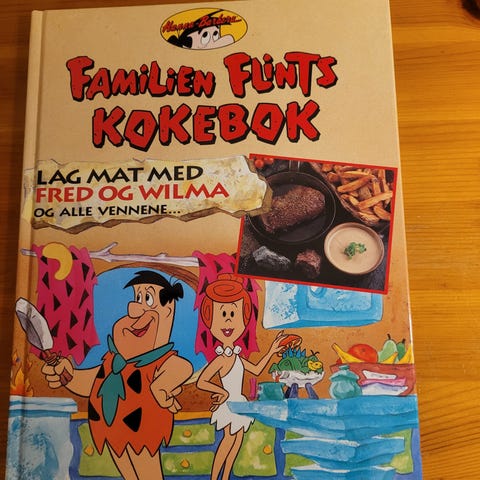 Hanna-Barbera
FAMILIEN FLINTS
KOKEBOK
LAG MAT MED
FRED OG WILMA
OG ALLE VENNENE...